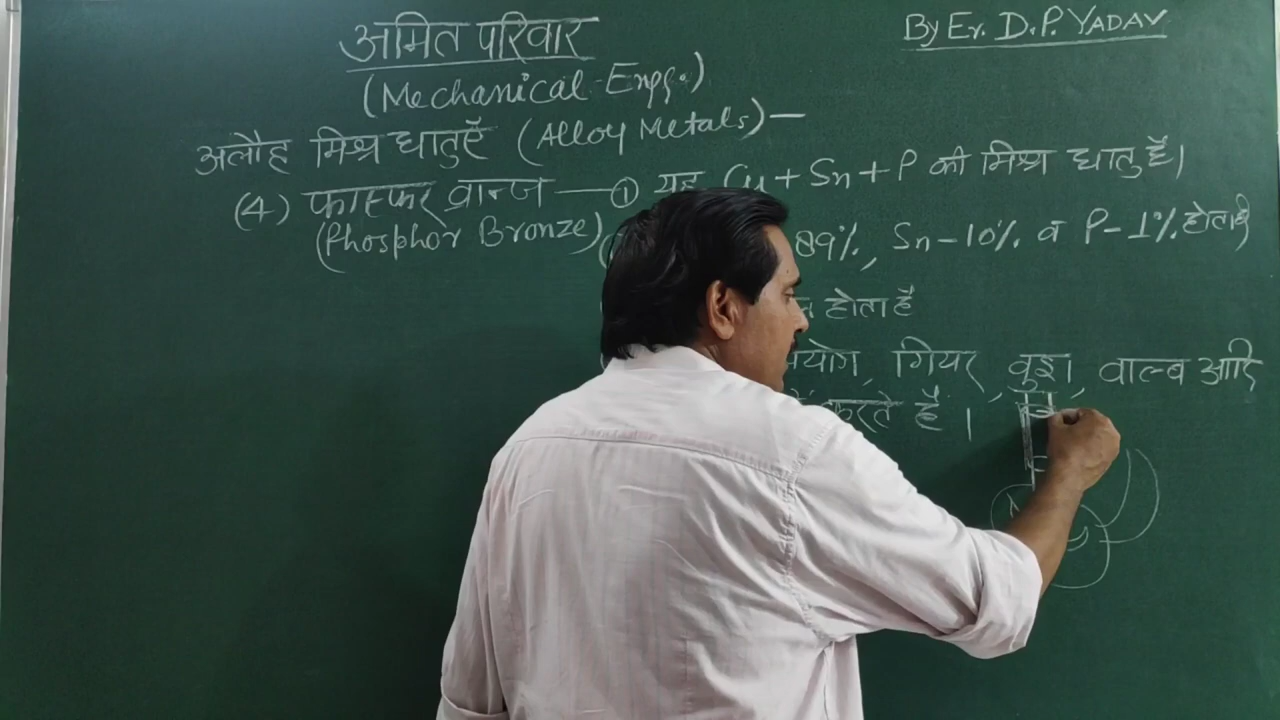 अमित परिवार
By Er. D.P. YADAV
(Mechanical Engg.)
अलौह मिश्र धातुएँ (Alloy Metals) —
(4) फास्फर ब्रान्ज — ① यह Cu + Sn + P की मिश्र धातु है।
(Phosphor Bronze) 89%, Sn – 10% व P – 1% होता है
होता है
गियर, वुश, वाल्ब आदि
करते है ।